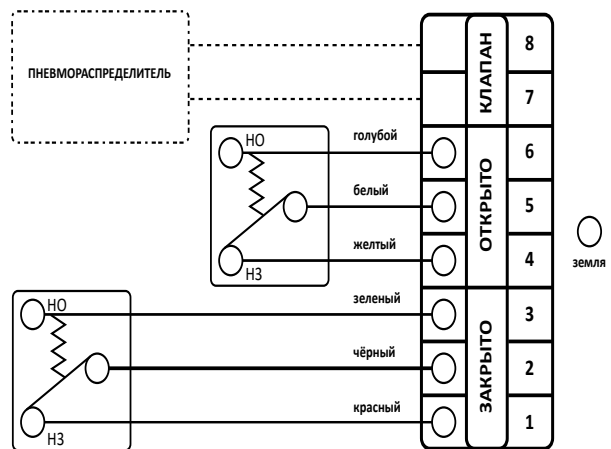 ПНЕВМОРАСПРЕДЕЛИТЕЛЬ
КЛАПАН
8
7
НО
голубой
6
белый
ОТКРЫТО
5
желтый
4
НЗ
земля
зеленый
3
НО
чёрный
ЗАКРЫТО
2
красный
1
НЗ